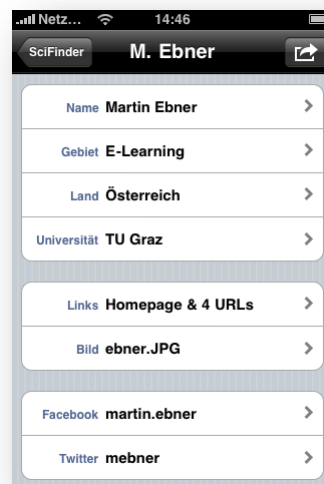 Netz... 14:46
SciFinder M. Ebner
Name Martin Ebner
Gebiet E-Learning
Land Österreich
Universität TU Graz
Links Homepage & 4 URLs
Bild ebner.JPG
Facebook martin.ebner
Twitter mebner